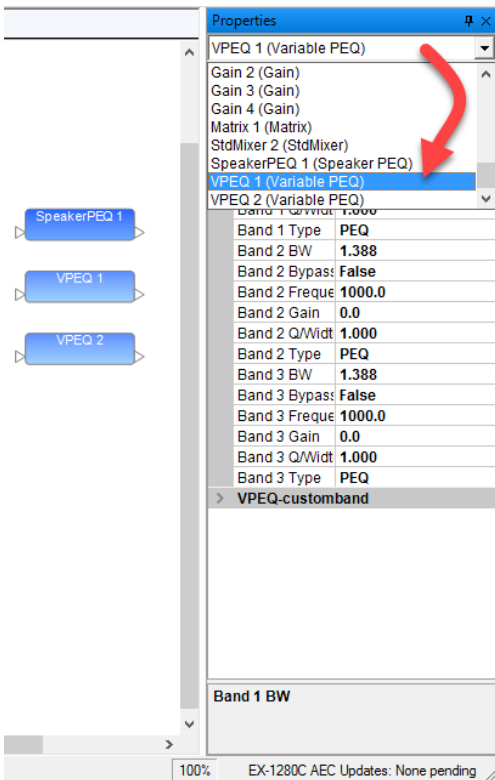 Properties
VPEQ 1 (Variable PEQ)
Gain 2 (Gain)
Gain 3 (Gain)
Gain 4 (Gain)
Matrix 1 (Matrix)
StdMixer 2 (StdMixer)
SpeakerPEQ 1 (Speaker PEQ)
VPEQ 1 (Variable PEQ)
VPEQ 2 (Variable PEQ)
Band 1 Q/Widt 1.000
Band 1 Type PEQ
Band 2 BW 1.388
Band 2 Bypass False
Band 2 Freque 1000.0
Band 2 Gain 0.0
Band 2 Q/Widt 1.000
Band 2 Type PEQ
Band 3 BW 1.388
Band 3 Bypass False
Band 3 Freque 1000.0
Band 3 Gain 0.0
Band 3 Q/Widt 1.000
Band 3 Type PEQ
VPEQ-customband
SpeakerPEQ 1
VPEQ 1
VPEQ 2
Band 1 BW
100% EX-1280C AEC Updates: None pending